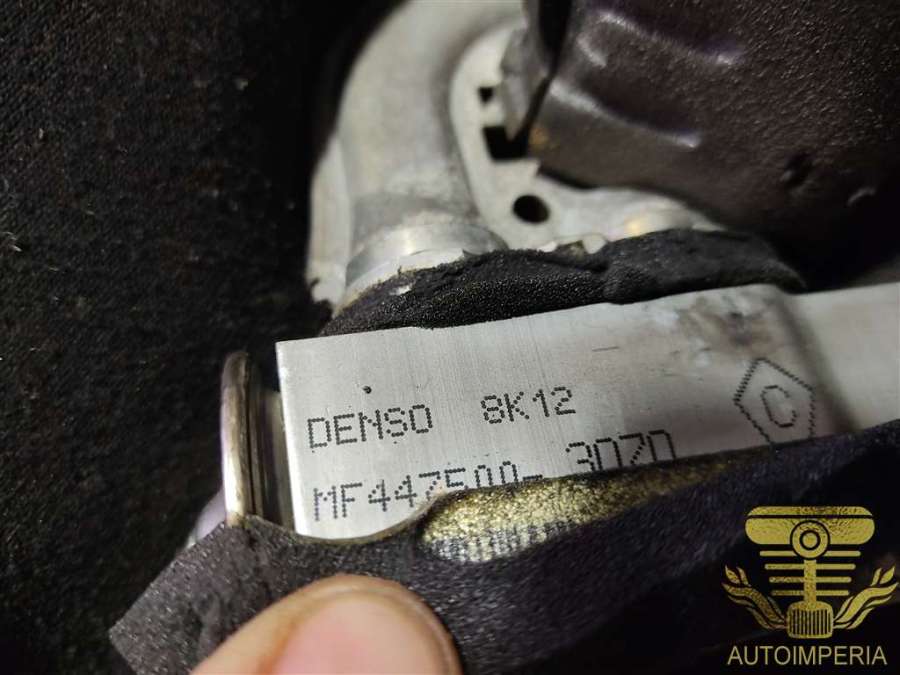 DENSO 8K12
C
MF447500-3070
AUTOIMPERIA